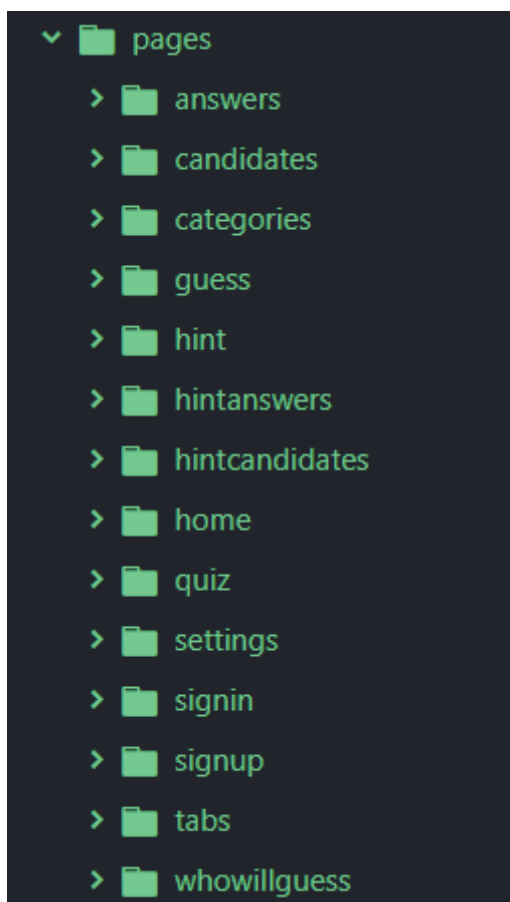 pages
answers
candidates
categories
guess
hint
hintanswers
hintcandidates
home
quiz
settings
signin
signup
tabs
whowillguess